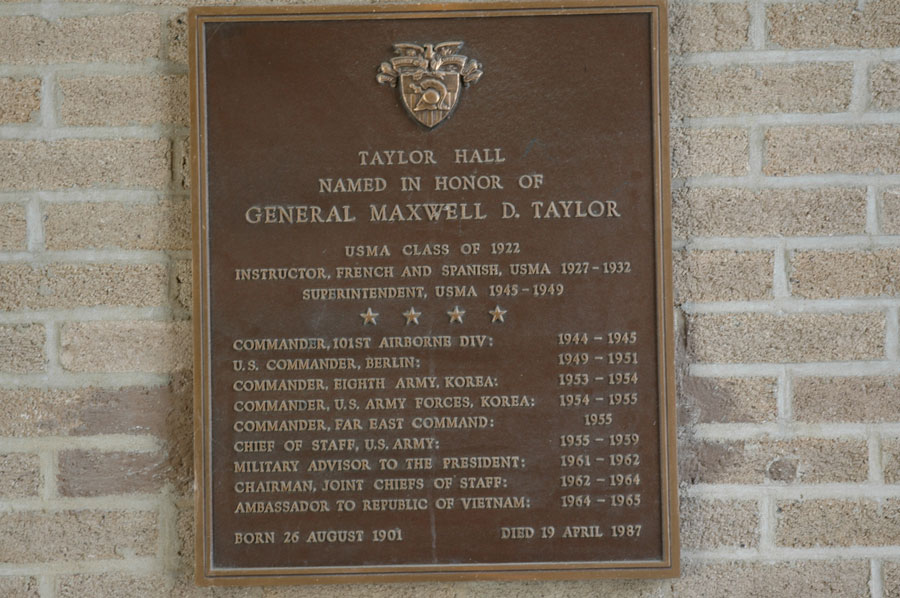 TAYLOR HALL
NAMED IN HONOR OF
GENERAL MAXWELL D. TAYLOR
USMA CLASS OF 1922
INSTRUCTOR, FRENCH AND SPANISH, USMA 1927-1932
SUPERINTENDENT, USMA 1945-1949
COMMANDER, 101ST AIRBORNE DIV: 1944-1945
U.S. COMMANDER, BERLIN: 1949-1951
COMMANDER, EIGHTH ARMY, KOREA: 1953-1954
COMMANDER, U.S. ARMY FORCES, KOREA: 1954-1955
COMMANDER, FAR EAST COMMAND: 1955
CHIEF OF STAFF, U.S. ARMY: 1955-1959
MILITARY ADVISOR TO THE PRESIDENT: 1961-1962
CHAIRMAN, JOINT CHIEFS OF STAFF: 1962-1964
AMBASSADOR TO REPUBLIC OF VIETNAM: 1964-1965
BORN 26 AUGUST 1901 DIED 19 APRIL 1987